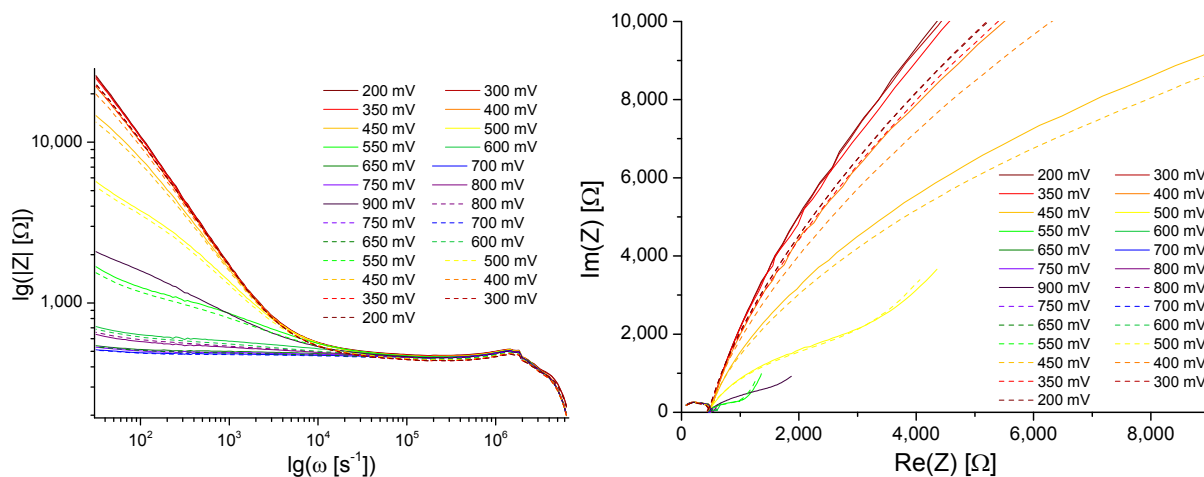 10,000
1,000
lg(|Z| [Ω])
10²
10³
10⁴
10⁵
10⁶
lg(ω [s⁻¹])
200 mV 300 mV
350 mV 400 mV
450 mV 500 mV
550 mV 600 mV
650 mV 700 mV
750 mV 800 mV
900 mV 800 mV
750 mV 700 mV
650 mV 600 mV
550 mV 500 mV
450 mV 400 mV
350 mV 300 mV
200 mV
10,000
8,000
6,000
4,000
2,000
0
Im(Z) [Ω]
0 2,000 4,000 6,000 8,000
Re(Z) [Ω]
200 mV 300 mV
350 mV 400 mV
450 mV 500 mV
550 mV 600 mV
650 mV 700 mV
750 mV 800 mV
900 mV 800 mV
750 mV 700 mV
650 mV 600 mV
550 mV 500 mV
450 mV 400 mV
350 mV 300 mV
200 mV